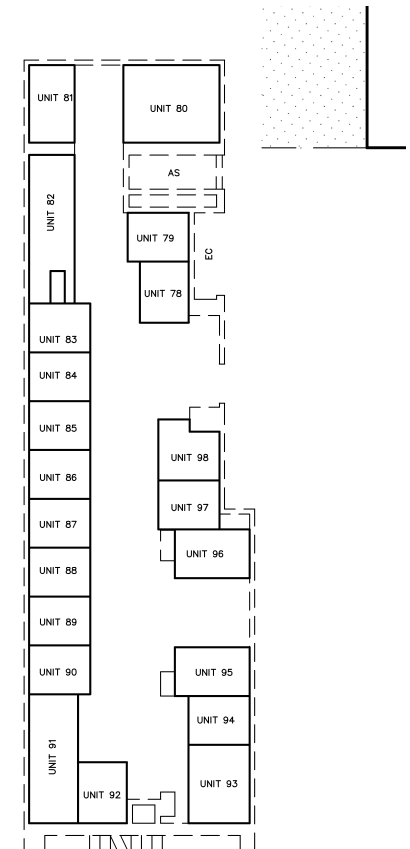 UNIT 81
UNIT 80
AS
UNIT 82
UNIT 79
EC
UNIT 78
UNIT 83
UNIT 84
UNIT 85
UNIT 98
UNIT 86
UNIT 97
UNIT 87
UNIT 96
UNIT 88
UNIT 89
UNIT 95
UNIT 90
UNIT 94
UNIT 91
UNIT 93
UNIT 92